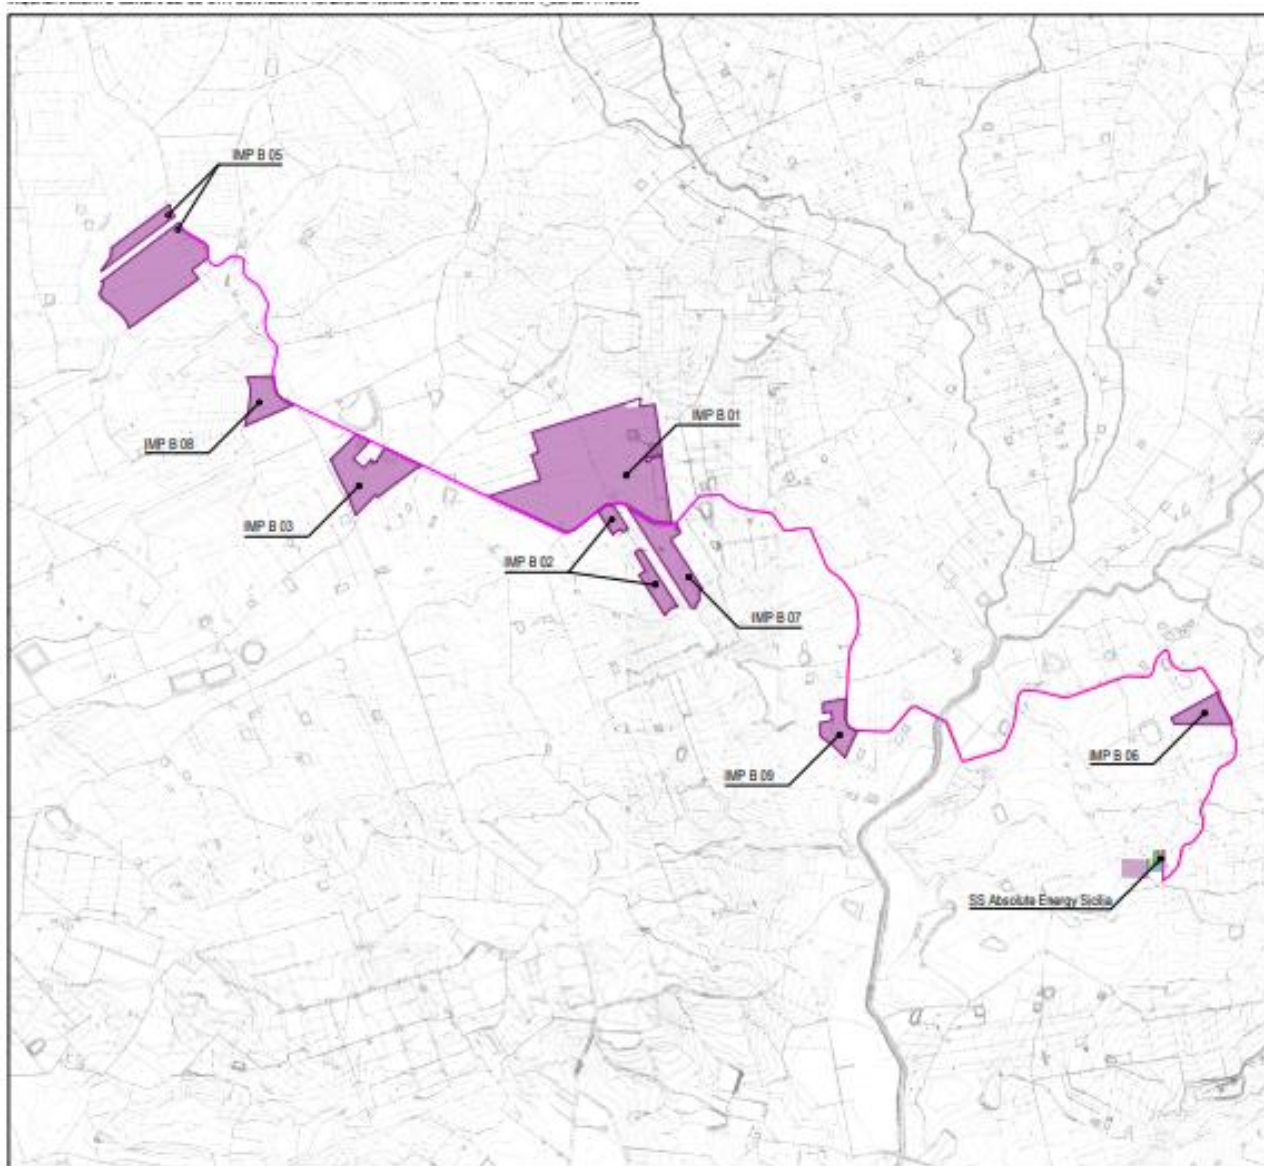 IMP B 05
IMP B 01
IMP B 08
IMP B 03
IMP B 02
IMP B 07
IMP B 09
IMP B 06
SS Absolute Energy Sicilia